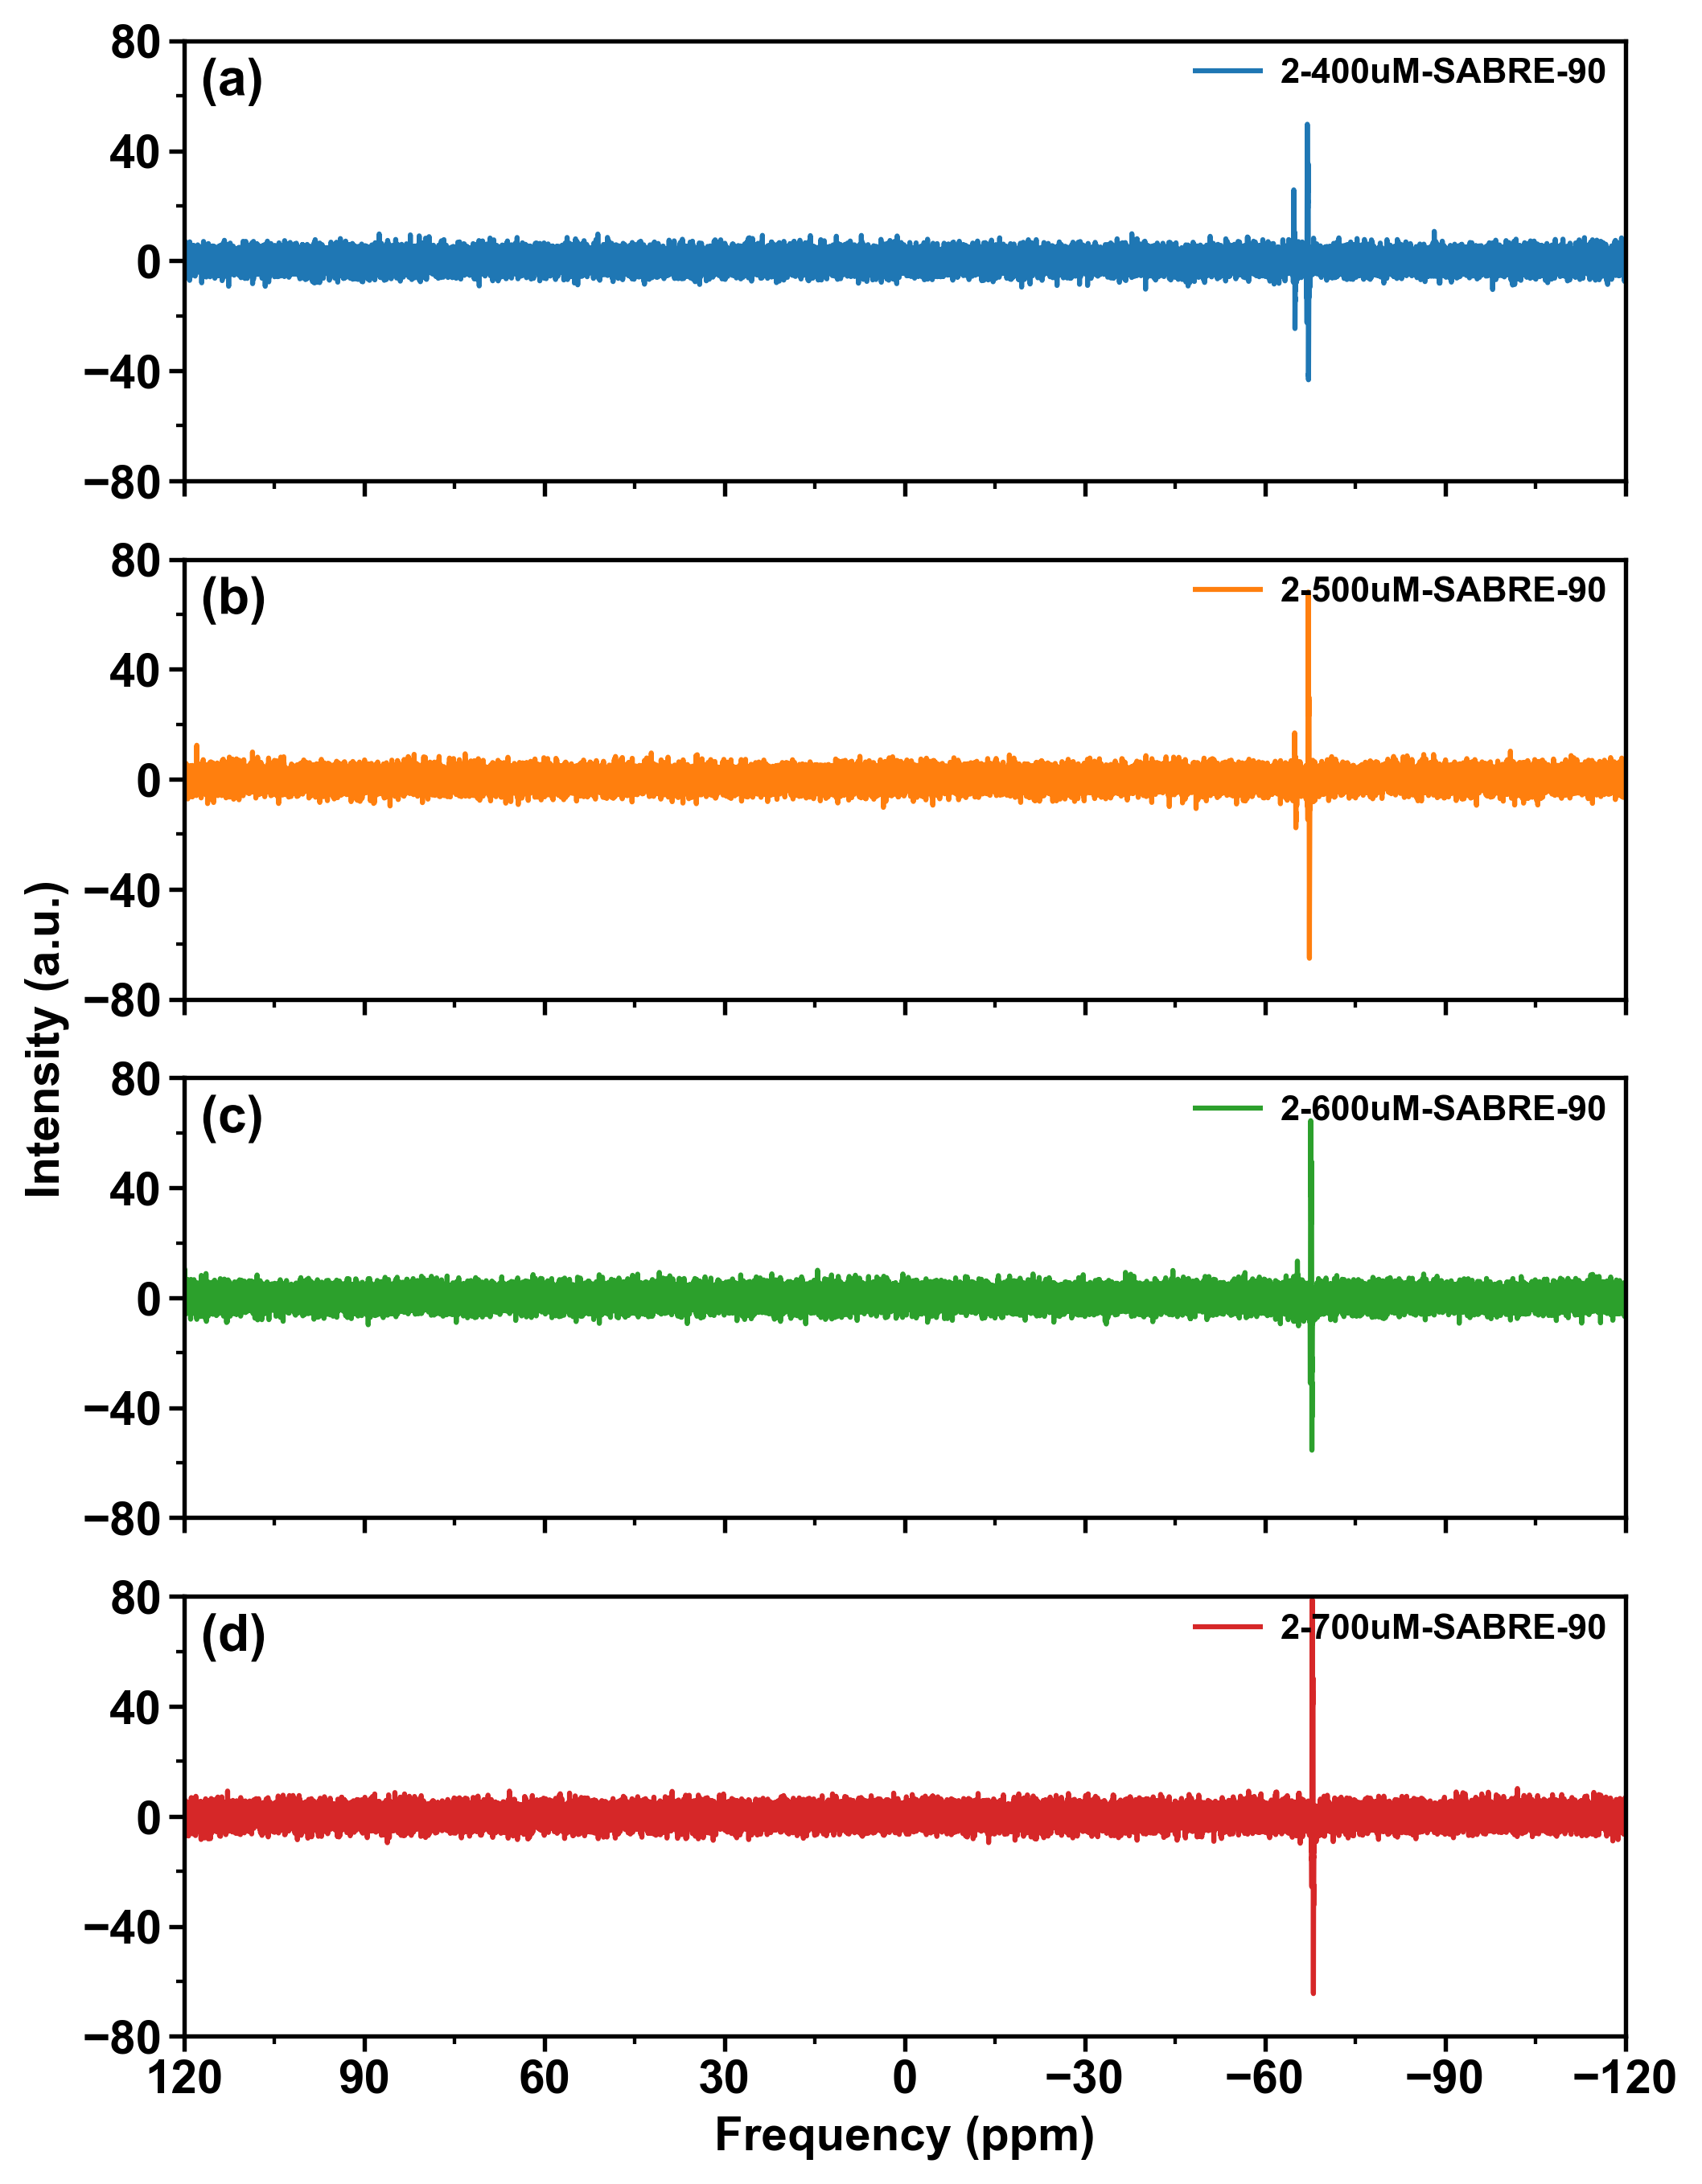 (a)
2-400uM-SABRE-90
80
40
0
−40
−80
(b)
2-500uM-SABRE-90
80
40
0
−40
−80
Intensity (a.u.)
(c)
2-600uM-SABRE-90
80
40
0
−40
−80
(d)
2-700uM-SABRE-90
80
40
0
−40
−80
120 90 60 30 0 −30 −60 −90 −120
Frequency (ppm)